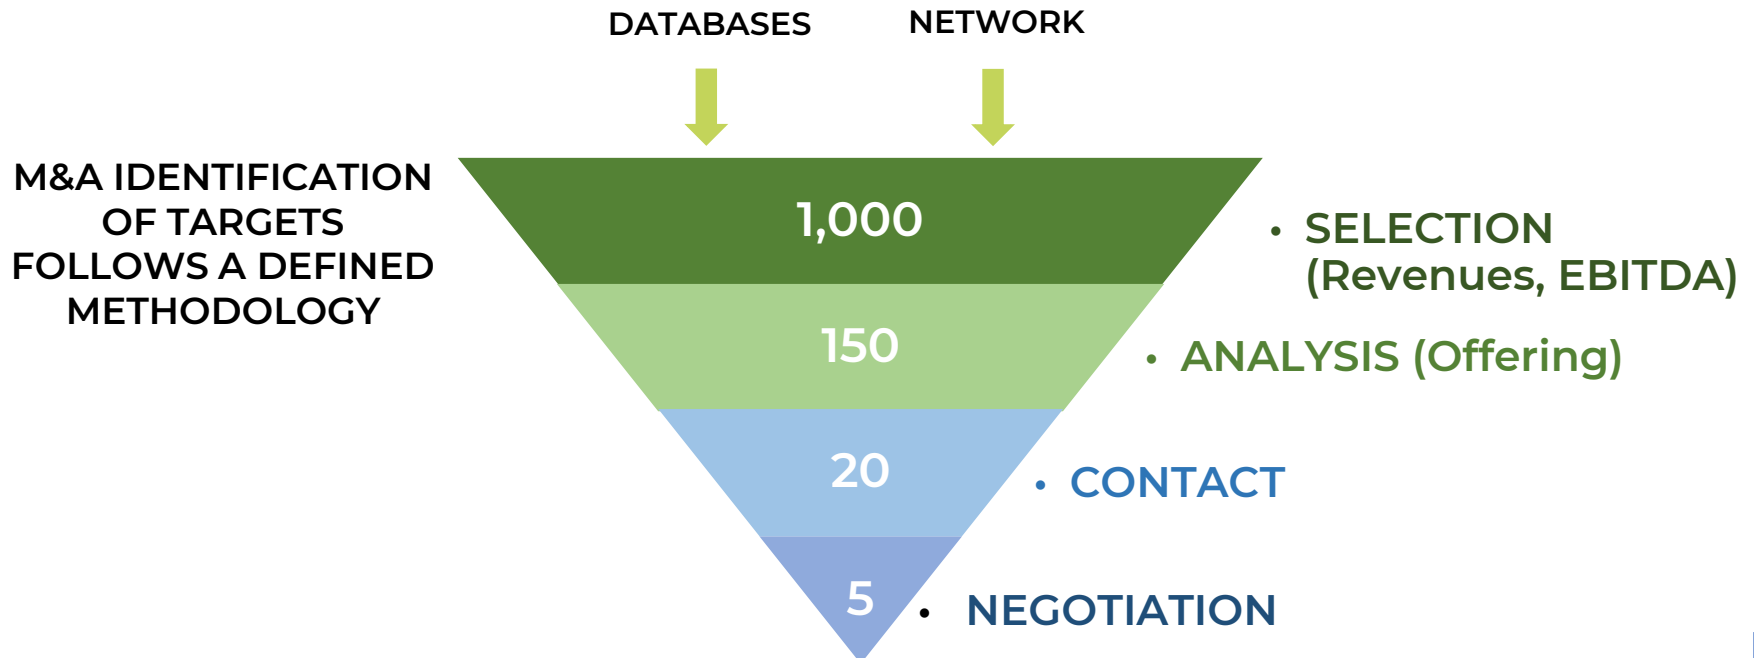 DATABASES
NETWORK
M&A IDENTIFICATION
OF TARGETS
FOLLOWS A DEFINED
METHODOLOGY
1,000
• SELECTION
(Revenues, EBITDA)
150
• ANALYSIS (Offering)
20
• CONTACT
5
• NEGOTIATION